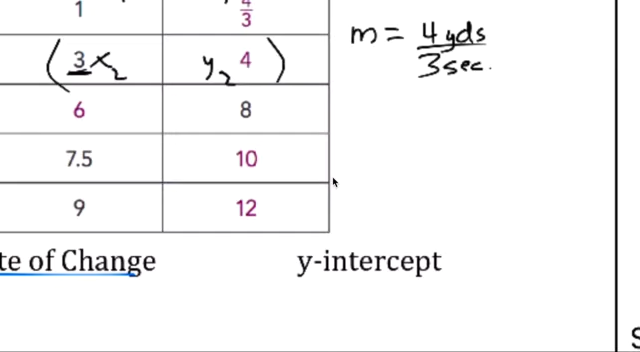 1 4/3
(3 x₂ y₂ 4) m = 4 yds / 3 sec.
6 8
7.5 10
9 12
te of Change y-intercept